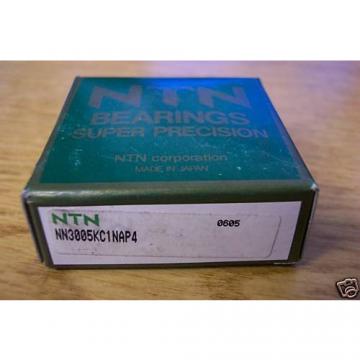 NTN
BEARINGS
SUPER PRECISION
NTN corporation
MADE IN JAPAN
NTN
0605
NN3005KC1NAP4